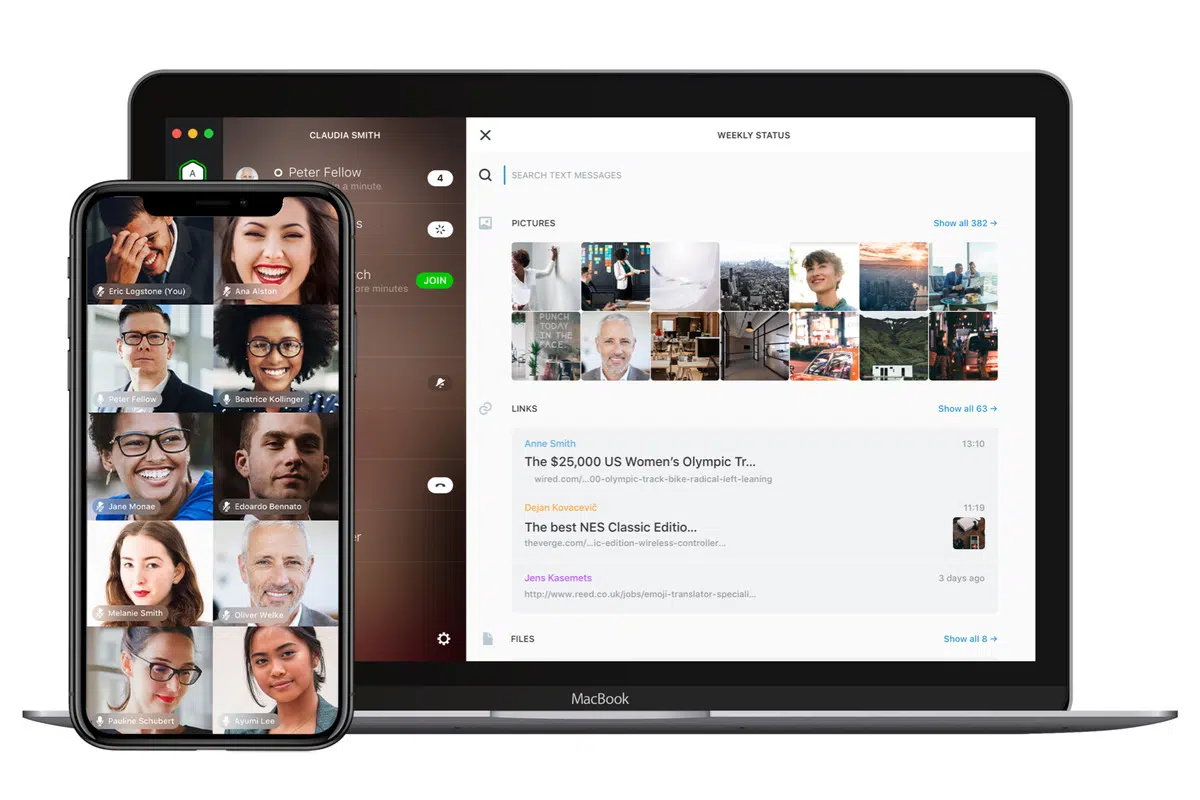 CLAUDIA SMITH
A
Peter Fellow
a minute
4
s
rch
ore minutes
JOIN
er
WEEKLY STATUS
SEARCH TEXT MESSAGES
PICTURES
Show all 382 →
PUNCH
TODAY
IN THE
FACE
LINKS
Show all 63 →
Anne Smith
13:10
The $25,000 US Women's Olympic Tr...
wired.com/...00-olympic-track-bike-radical-left-leaning
Dejan Kovacevič
11:19
The best NES Classic Editio...
theverge.com/...ic-edition-wireless-controller...
Jens Kasemets
3 days ago
http://www.reed.co.uk/jobs/emoji-translator-speciali...
FILES
Show all 8 →
Eric Logstone (You)
Ana Alston
Peter Fellow
Beatrice Kollinger
Jane Monae
Edoardo Bennato
Melanie Smith
Oliver Welke
Pauline Schubert
Ayumi Lee
MacBook